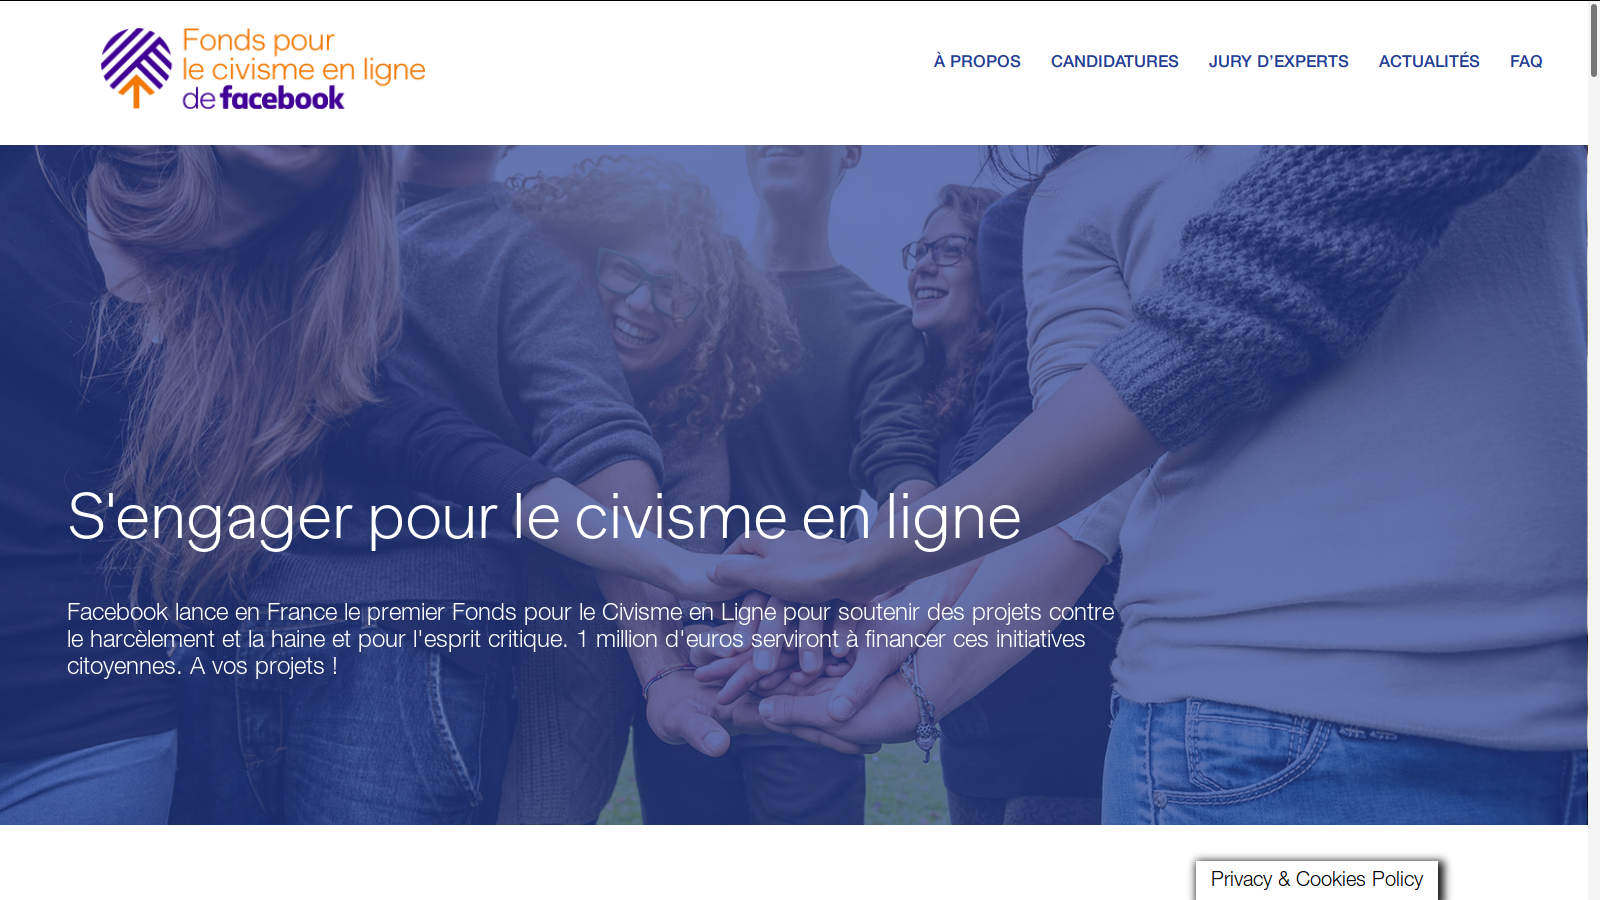 Fonds pour
le civisme en ligne
de facebook
À PROPOS
CANDIDATURES
JURY D'EXPERTS
ACTUALITÉS
FAQ
S'engager pour le civisme en ligne
Facebook lance en France le premier Fonds pour le Civisme en Ligne pour soutenir des projets contre
le harcèlement et la haine et pour l'esprit critique. 1 million d'euros serviront à financer ces initiatives
citoyennes. A vos projets !
Privacy & Cookies Policy